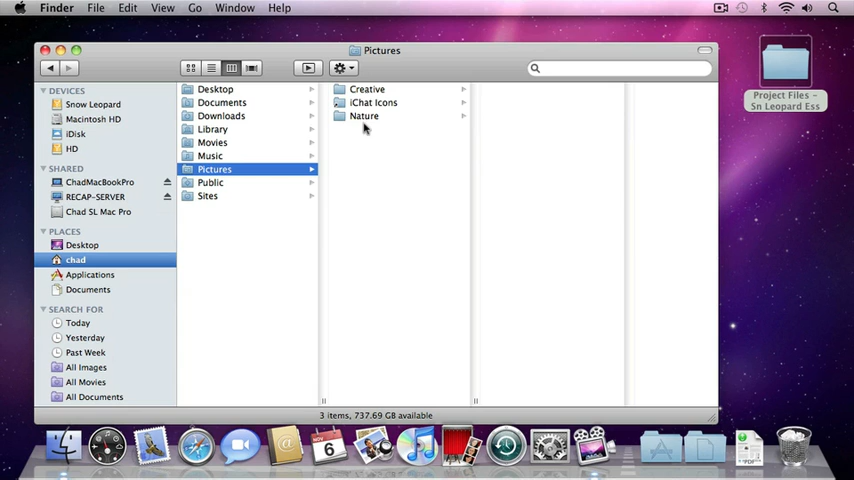 Finder File Edit View Go Window Help
Pictures
Project Files -
Sn Leopard Ess
DEVICES
Snow Leopard
Macintosh HD
iDisk
HD
SHARED
ChadMacBookPro
RECAP-SERVER
Chad SL Mac Pro
PLACES
Desktop
chad
Applications
Documents
SEARCH FOR
Today
Yesterday
Past Week
All Images
All Movies
All Documents
Desktop
Documents
Downloads
Library
Movies
Music
Pictures
Public
Sites
Creative
iChat Icons
Nature
3 items, 737.69 GB available
NOV
6
PDF